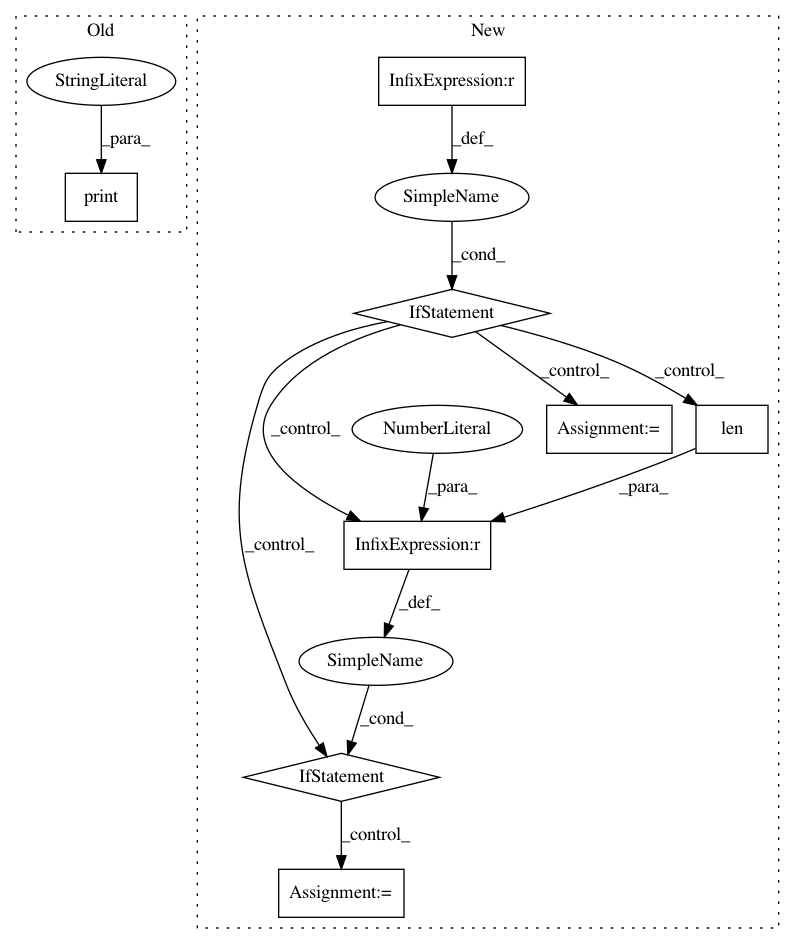 Old
New
StringLiteral
InfixExpression:r
_para_
_def_
print
SimpleName
_cond_
IfStatement
_control_
_control_
_control_
NumberLiteral
Assignment:=
len
_para_
_para_
_control_
InfixExpression:r
_def_
SimpleName
_cond_
IfStatement
_control_
Assignment:=